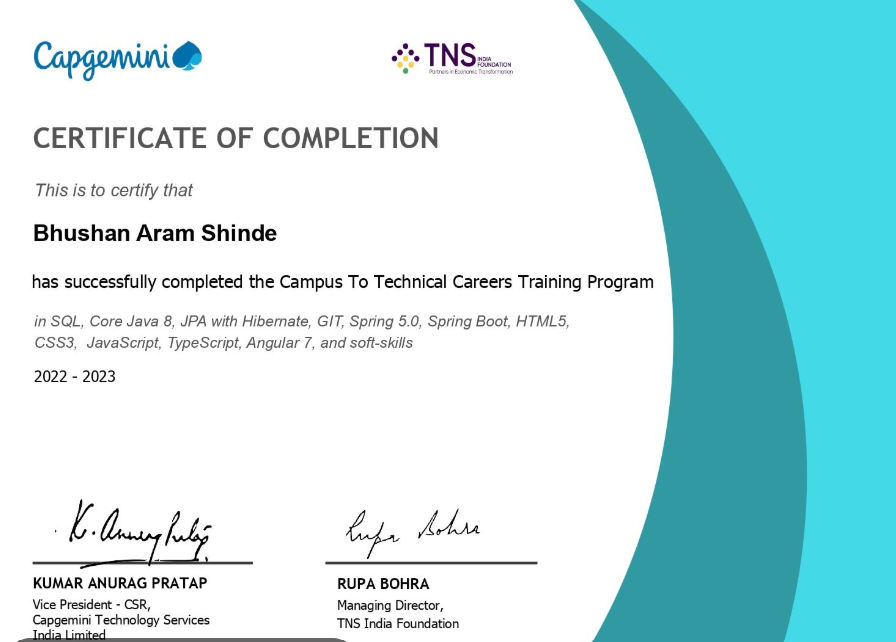 Capgemini
TNS INDIA FOUNDATION
Partners in Economic Transformation
CERTIFICATE OF COMPLETION
This is to certify that
Bhushan Aram Shinde
has successfully completed the Campus To Technical Careers Training Program
in SQL, Core Java 8, JPA with Hibernate, GIT, Spring 5.0, Spring Boot, HTML5,
CSS3, JavaScript, TypeScript, Angular 7, and soft-skills
2022 - 2023
K. Anurag Pratap
Rupa Bohra
KUMAR ANURAG PRATAP
Vice President - CSR,
Capgemini Technology Services
India Limited
RUPA BOHRA
Managing Director,
TNS India Foundation